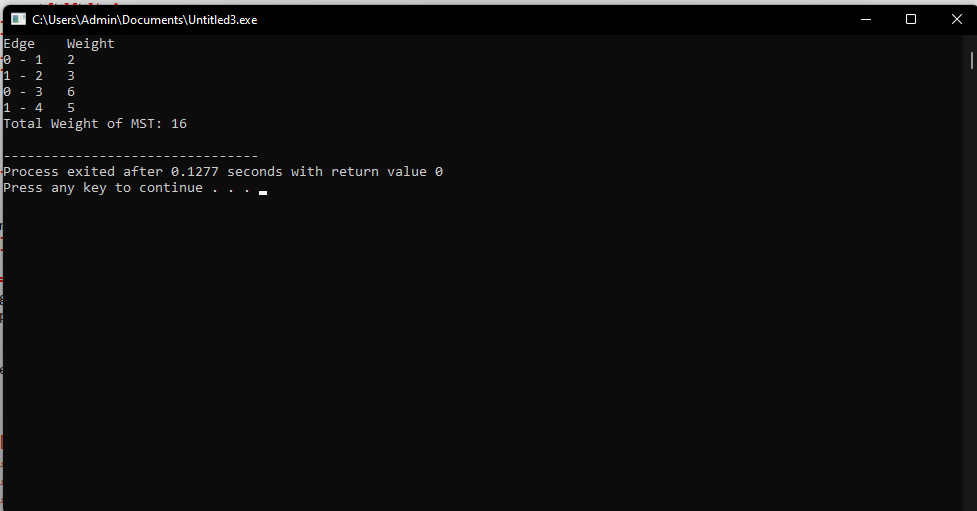 C:\Users\Admin\Documents\Untitled3.exe
Edge    Weight
0 - 1   2
1 - 2   3
0 - 3   6
1 - 4   5
Total Weight of MST: 16
--------------------------------
Process exited after 0.1277 seconds with return value 0
Press any key to continue . . .